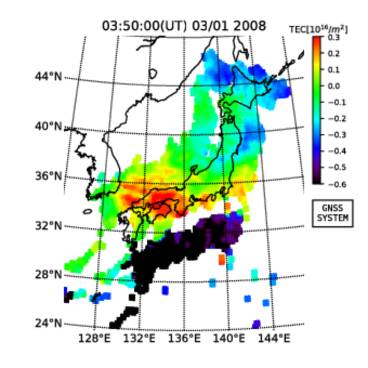 03:50:00(UT) 03/01 2008
TEC[10¹⁶/m²]
0.3
0.2
0.1
0.0
−0.1
−0.2
−0.3
−0.4
−0.5
−0.6
44°N
40°N
36°N
32°N
28°N
24°N
128°E 132°E 136°E 140°E 144°E
GNSS
SYSTEM